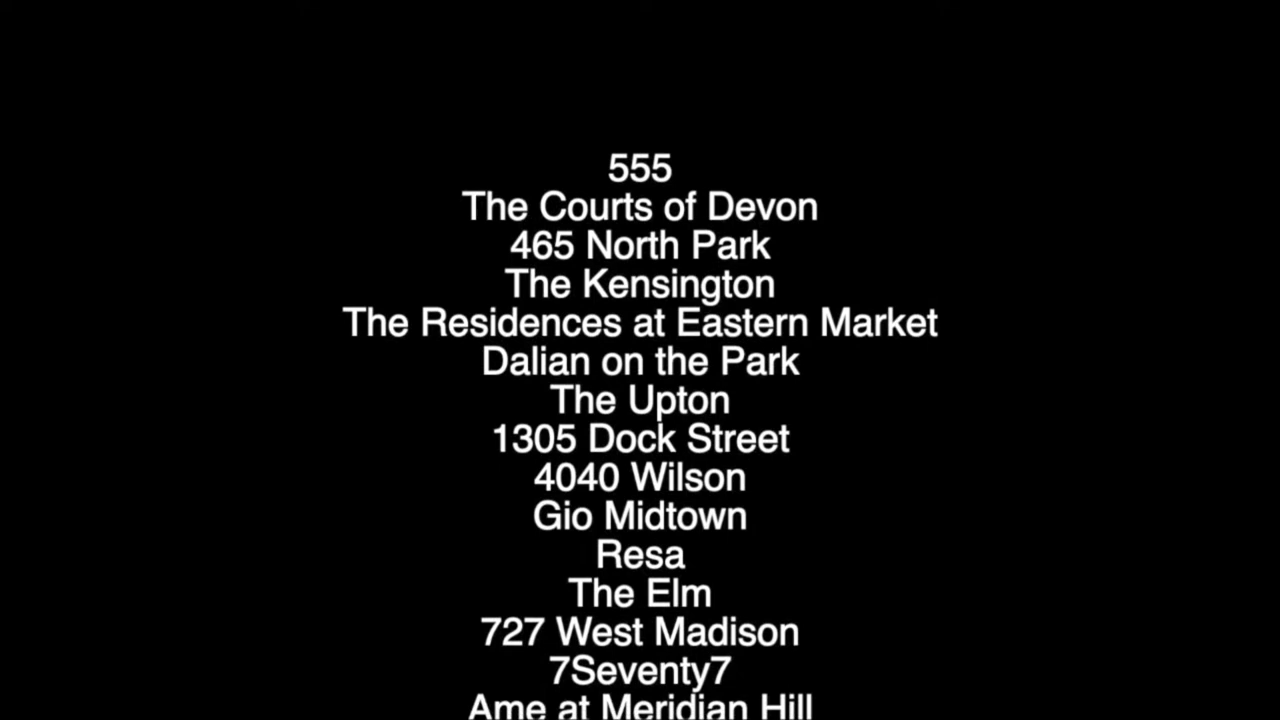 555
The Courts of Devon
465 North Park
The Kensington
The Residences at Eastern Market
Dalian on the Park
The Upton
1305 Dock Street
4040 Wilson
Gio Midtown
Resa
The Elm
727 West Madison
7Seventy7
Ame at Meridian Hill